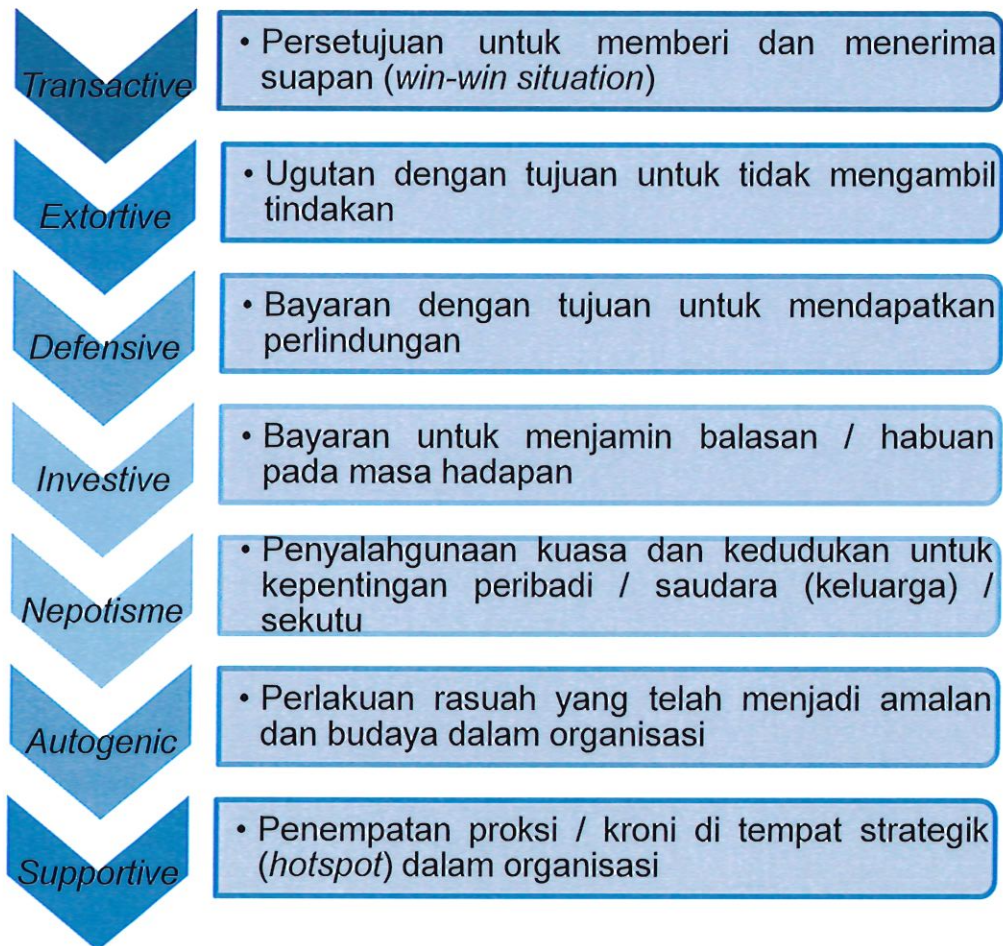 Transactive
• Persetujuan untuk memberi dan menerima
suapan (win-win situation)
Extortive
• Ugutan dengan tujuan untuk tidak mengambil
tindakan
Defensive
• Bayaran dengan tujuan untuk mendapatkan
perlindungan
Investive
• Bayaran untuk menjamin balasan / habuan
pada masa hadapan
Nepotisme
• Penyalahgunaan kuasa dan kedudukan untuk
kepentingan peribadi / saudara (keluarga) /
sekutu
Autogenic
• Perlakuan rasuah yang telah menjadi amalan
dan budaya dalam organisasi
Supportive
• Penempatan proksi / kroni di tempat strategik
(hotspot) dalam organisasi